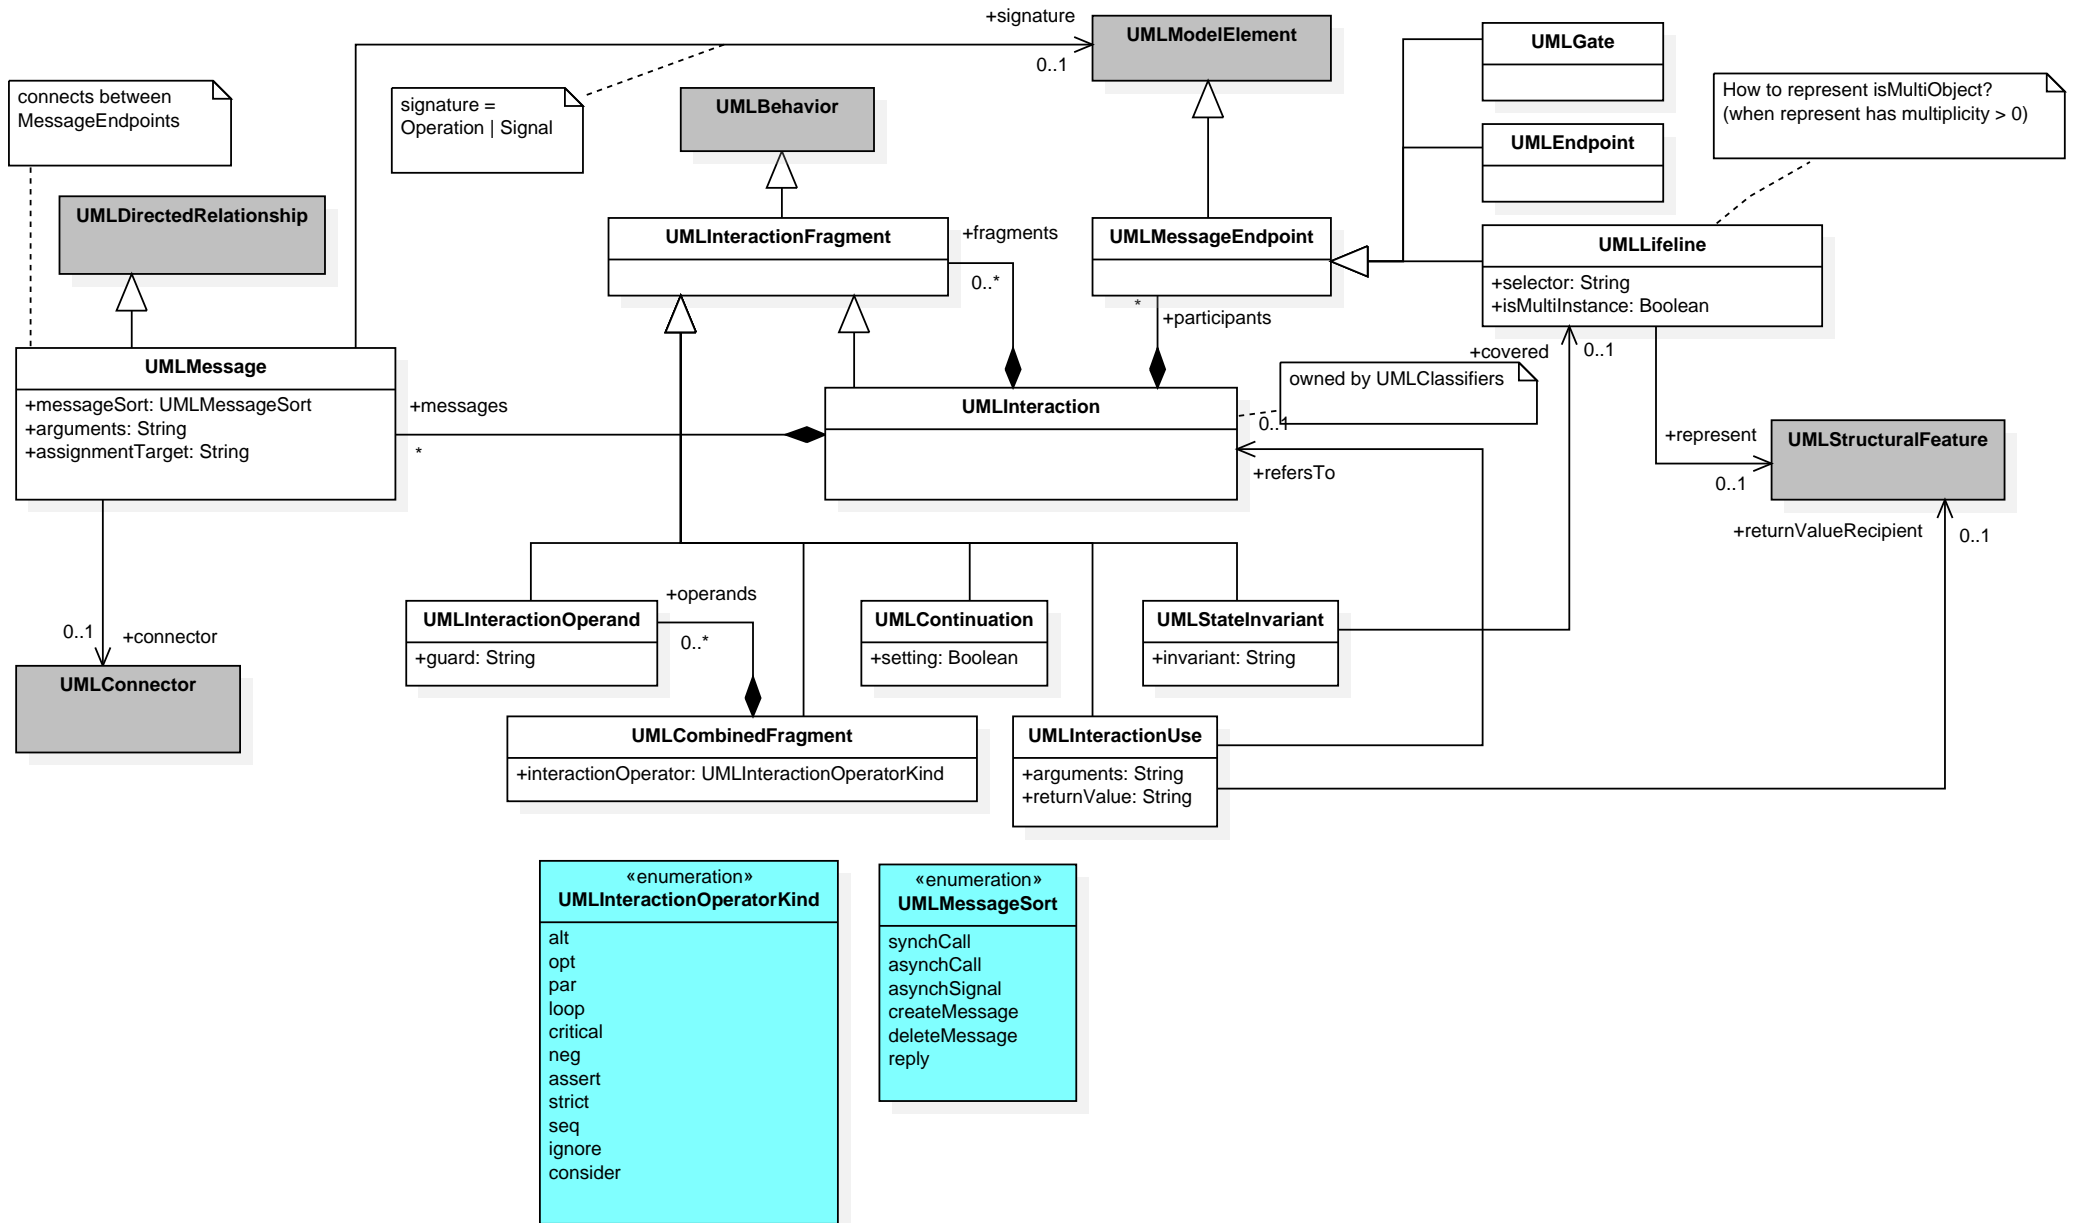 +signature
UMLModelElement
0..1
UMLGate
connects between
MessageEndpoints
signature =
Operation | Signal
UMLBehavior
How to represent isMultiObject?
(when represent has multiplicity > 0)
UMLEndpoint
UMLDirectedRelationship
UMLInteractionFragment
+fragments
0..*
UMLMessageEndpoint
*
+participants
UMLLifeline
+selector: String
+isMultiInstance: Boolean
+covered
0..1
UMLMessage
+messageSort: UMLMessageSort
+arguments: String
+assignmentTarget: String
+messages
*
UMLInteraction
owned by UMLClassifiers
0..1
+refersTo
+represent
0..1
UMLStructuralFeature
+returnValueRecipient
0..1
0..1
+connector
UMLConnector
UMLInteractionOperand
+guard: String
+operands
0..*
UMLContinuation
+setting: Boolean
UMLStateInvariant
+invariant: String
UMLCombinedFragment
+interactionOperator: UMLInteractionOperatorKind
UMLInteractionUse
+arguments: String
+returnValue: String
«enumeration»
UMLInteractionOperatorKind
alt
opt
par
loop
critical
neg
assert
strict
seq
ignore
consider
«enumeration»
UMLMessageSort
synchCall
asynchCall
asynchSignal
createMessage
deleteMessage
reply